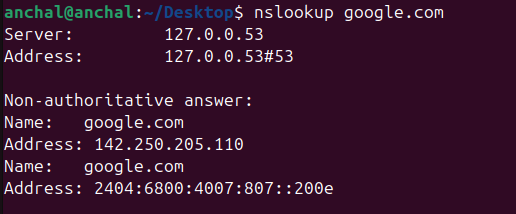 anchal@anchal:~/Desktop$ nslookup google.com
Server:         127.0.0.53
Address:        127.0.0.53#53

Non-authoritative answer:
Name:   google.com
Address: 142.250.205.110
Name:   google.com
Address: 2404:6800:4007:807::200e